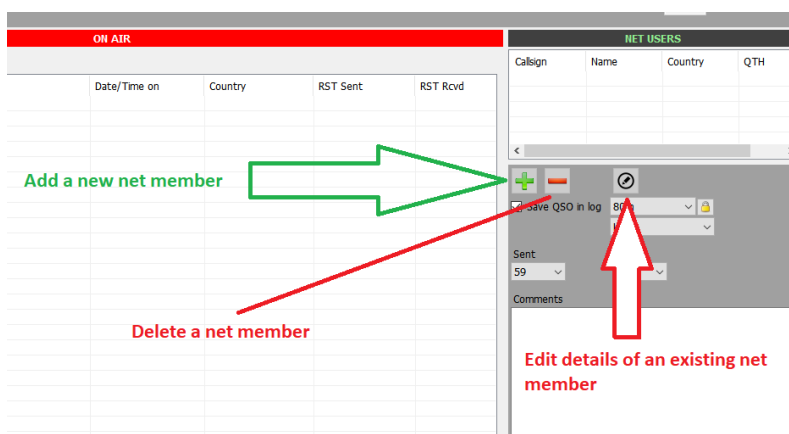 ON AIR
NET USERS
Callsign Name Country QTH
Date/Time on Country RST Sent RST Rcvd
Add a new net member
Save QSO in log
Sent
59
Comments
Delete a net member
Edit details of an existing net
member